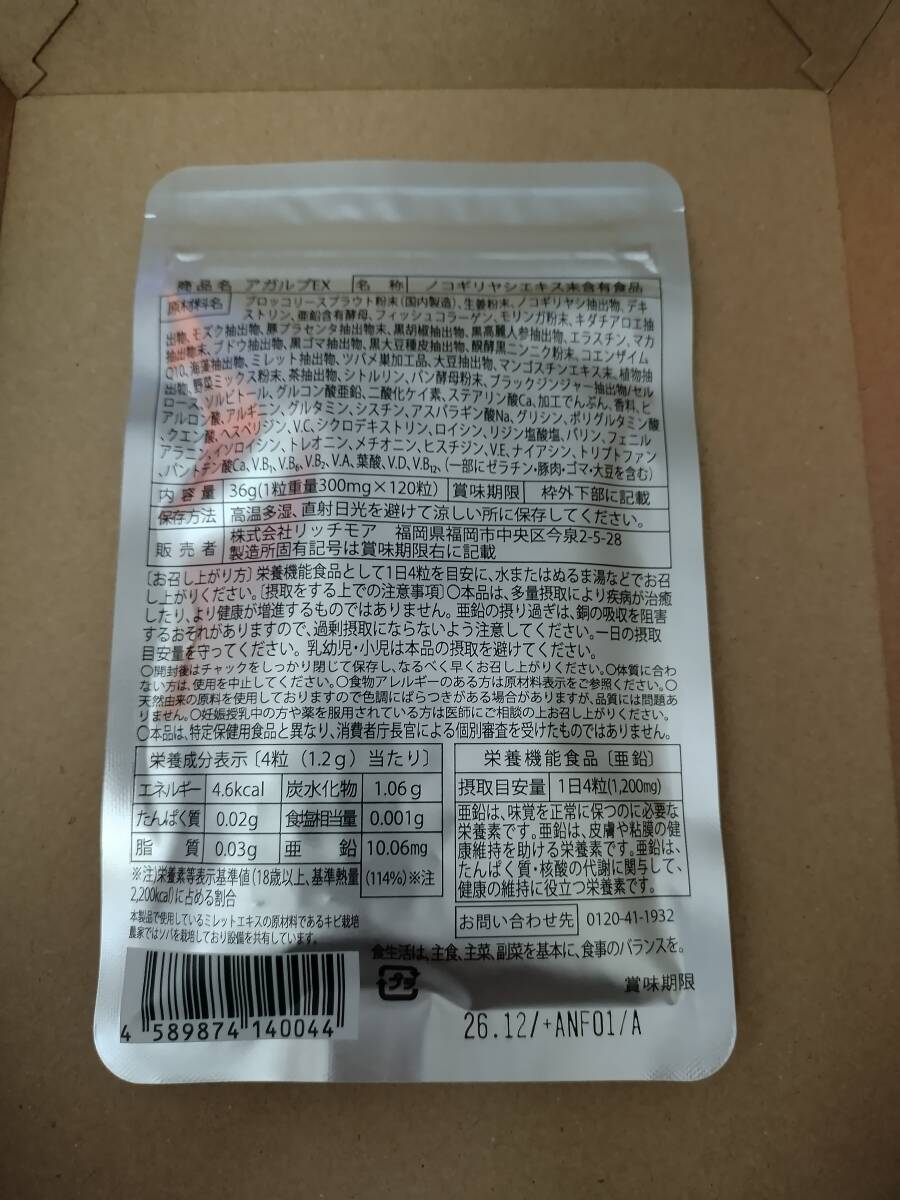 商品名 アガルブEX 名称 ノコギリヤシエキス末含有食品
原材料名 ブロッコリースプラウト粉末(国内製造)、生姜粉末、ノコギリヤシ抽出物、デキ
ストリン、亜鉛含有酵母、フィッシュコラーゲン、モリンガ粉末、キダチアロエ抽
出物、モズク抽出物、豚プラセンタ抽出物末、黒胡椒抽出物、黒高麗人参抽出物、エラスチン、マカ
抽出物末、ブドウ抽出物、黒ゴマ抽出物、黒大豆種皮抽出物、醗酵黒ニンニク粉末、コエンザイム
Q10、海藻抽出物、ミレット抽出物、ツバメ巣加工品、大豆抽出物、マンゴスチンエキス末、植物抽
出物、野菜ミックス粉末、茶抽出物、シトルリン、パン酵母粉末、ブラックジンジャー抽出物/セル
ロース、ソルビトール、グルコン酸亜鉛、二酸化ケイ素、ステアリン酸Ca、加工でんぷん、香料、ヒ
アルロン酸、アルギニン、グルタミン、シスチン、アスパラギン酸Na、グリシン、ポリグルタミン酸
、クエン酸、ヘスペリジン、V.C、シクロデキストリン、ロイシン、リジン塩酸塩、バリン、フェニル
アラニン、イソロイシン、トレオニン、メチオニン、ヒスチジン、V.E、ナイアシン、トリプトファン
、パントテン酸Ca、V.B₁、V.B₆、V.B₂、V.A、葉酸、V.D、V.B₁₂、(一部にゼラチン・豚肉・ゴマ・大豆を含む)
内容量 36g(1粒重量300mg×120粒) 賞味期限 枠外下部に記載
保存方法 高温多湿、直射日光を避けて涼しい所に保存してください。
販売者 株式会社リッチモア 福岡県福岡市中央区今泉2-5-28
製造所固有記号は賞味期限右に記載
〔お召し上がり方〕栄養機能食品として1日4粒を目安に、水またはぬるま湯などでお召
し上がりください。〔摂取をする上での注意事項〕〇本品は、多量摂取により疾病が治癒
したり、より健康が増進するものではありません。亜鉛の摂り過ぎは、銅の吸収を阻害
するおそれがありますので、過剰摂取にならないよう注意してください。一日の摂取
目安量を守ってください。乳幼児・小児は本品の摂取を避けてください。
〇開封後はチャックをしっかり閉じて保存し、なるべく早くお召し上がりください。〇体質に合わ
ない方は、使用を中止してください。〇食物アレルギーのある方は原材料表示をご参照ください。〇
天然由来の原料を使用しておりますので色調にばらつきがある場合がありますが、品質には問題あ
りません。〇妊娠授乳中の方や薬を服用されている方は医師にご相談の上お召し上がりください。
〇本品は、特定保健用食品と異なり、消費者庁長官による個別審査を受けたものではありません。
栄養成分表示〔4粒(1.2g)当たり〕
エネルギー 4.6kcal 炭水化物 1.06g
たんぱく質 0.02g 食塩相当量 0.001g
脂質 0.03g 亜鉛 10.06mg
(114%)※注
※注)栄養素等表示基準値(18歳以上、基準熱量
2,200kcal)に占める割合
本製品で使用しているミレットエキスの原材料であるキビ栽培
農家ではソバを栽培しており設備を共有しています。
栄養機能食品〔亜鉛〕
摂取目安量 1日4粒(1,200mg)
亜鉛は、味覚を正常に保つのに必要な
栄養素です。亜鉛は、皮膚や粘膜の健
康維持を助ける栄養素です。亜鉛は、
たんぱく質・核酸の代謝に関与して、
健康の維持に役立つ栄養素です。
お問い合わせ先 0120-41-1932
食生活は、主食、主菜、副菜を基本に、食事のバランスを。
プラ
賞味期限
26.12/+ANF01/A
4 589874 140044